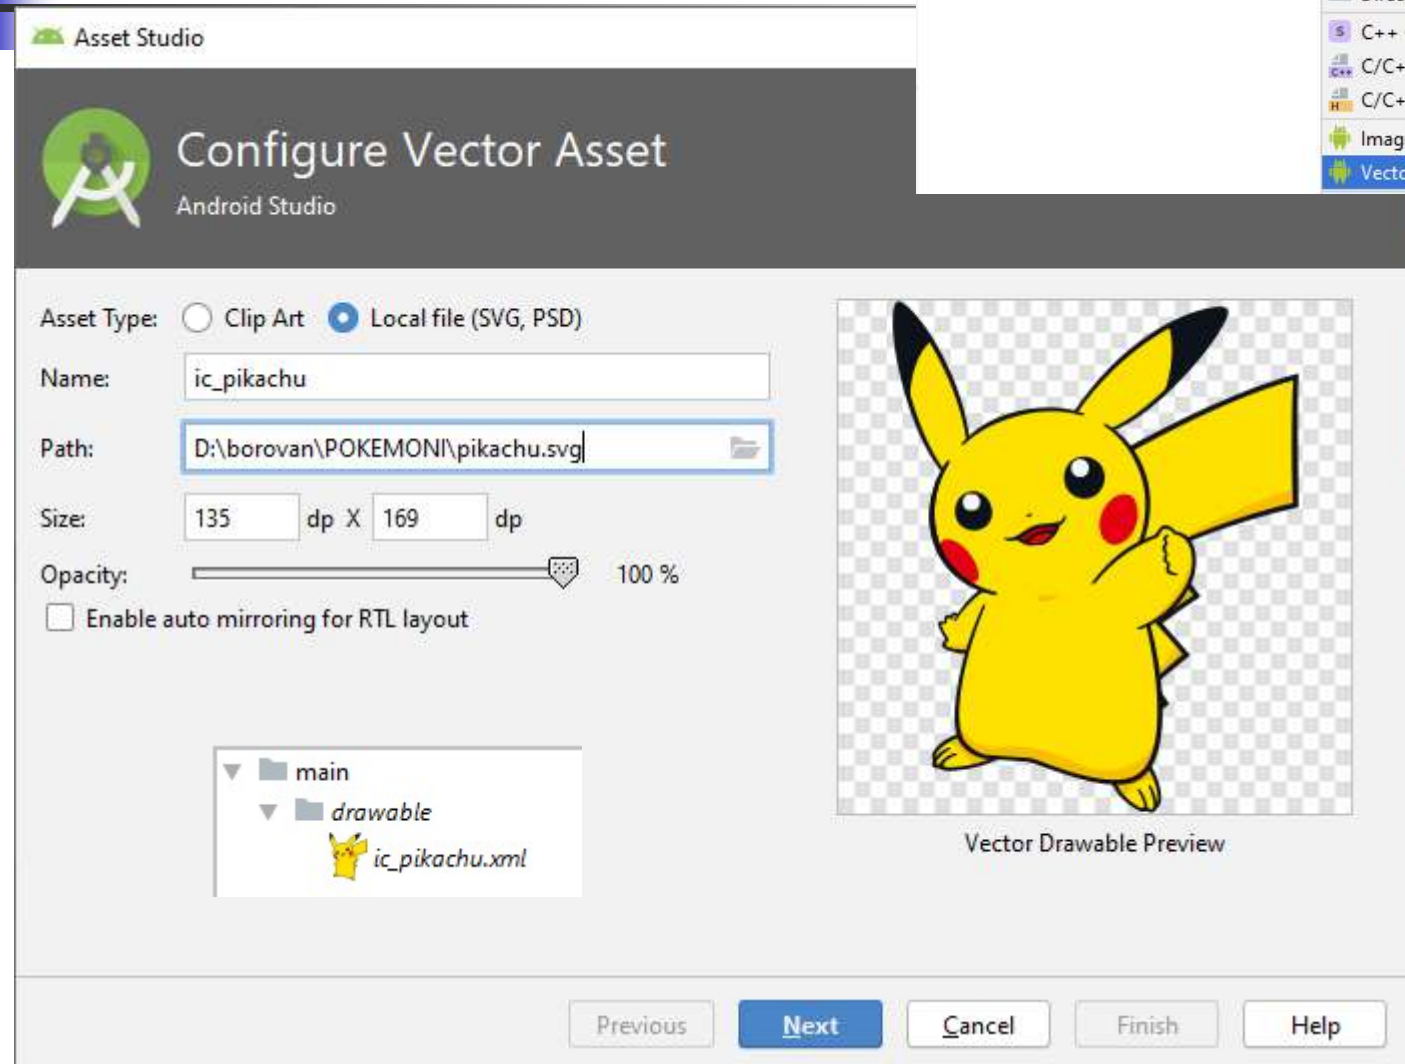 Asset Studio
C++
C/C+
C/C+
Imag
Vecto
Configure Vector Asset
Android Studio
Asset Type: Clip Art Local file (SVG, PSD)
Name: ic_pikachu
Path: D:\borovan\POKEMONI\pikachu.svg
Size: 135 dp X 169 dp
Opacity: 100 %
Enable auto mirroring for RTL layout
main
drawable
ic_pikachu.xml
Vector Drawable Preview
Previous Next Cancel Finish Help